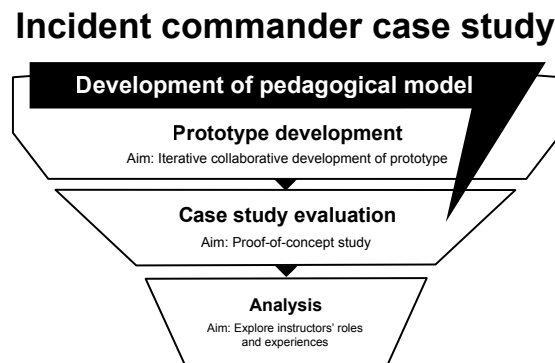 Incident commander case study
Development of pedagogical model
Prototype development
Aim: Iterative collaborative development of prototype
Case study evaluation
Aim: Proof-of-concept study
Analysis
Aim: Explore instructors' roles
and experiences